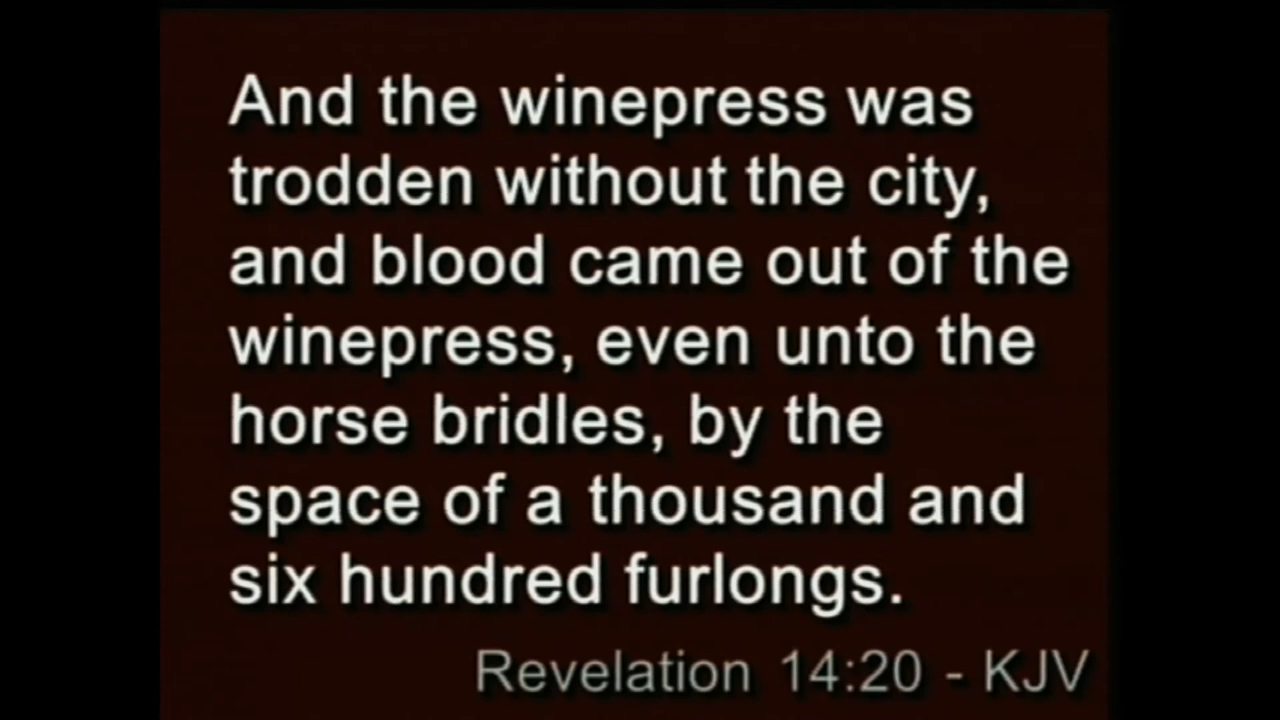 And the winepress was
trodden without the city,
and blood came out of the
winepress, even unto the
horse bridles, by the
space of a thousand and
six hundred furlongs.
Revelation 14:20 - KJV